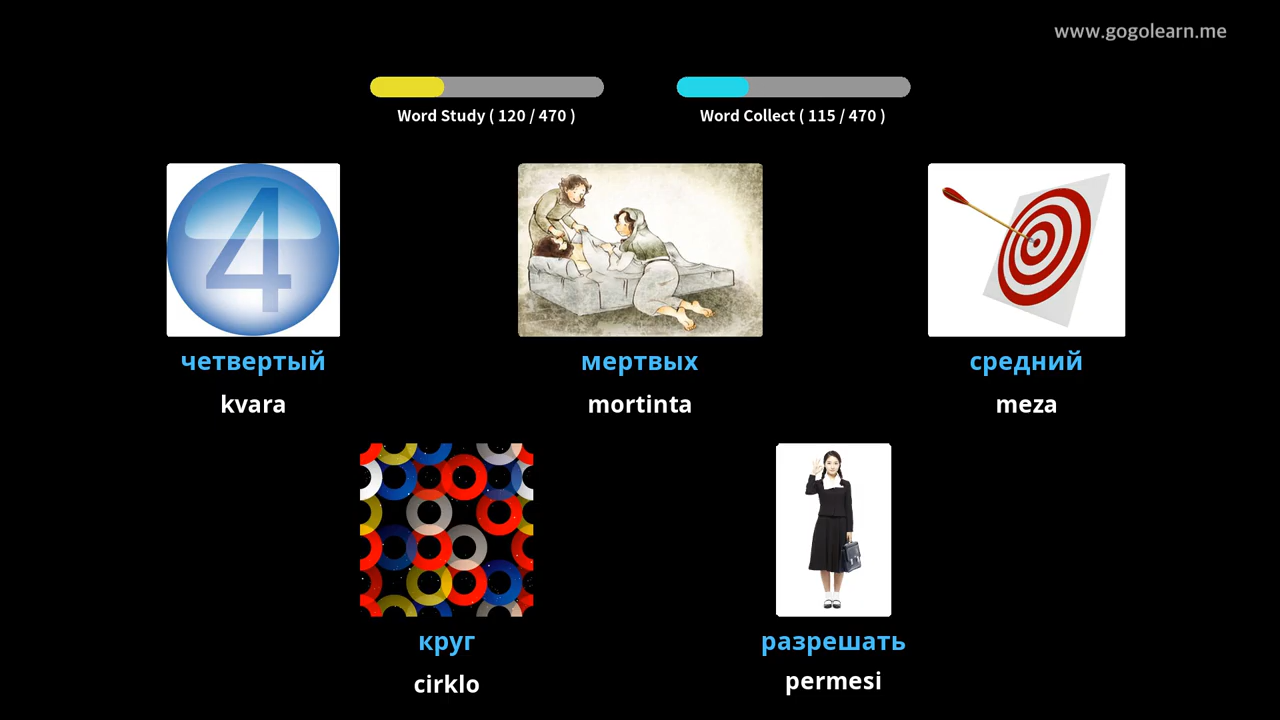 www.gogolearn.me
Word Study ( 120 / 470 )
Word Collect ( 115 / 470 )
4
четвертый
мертвых
средний
kvara
mortinta
meza
круг
разрешать
cirklo
permesi